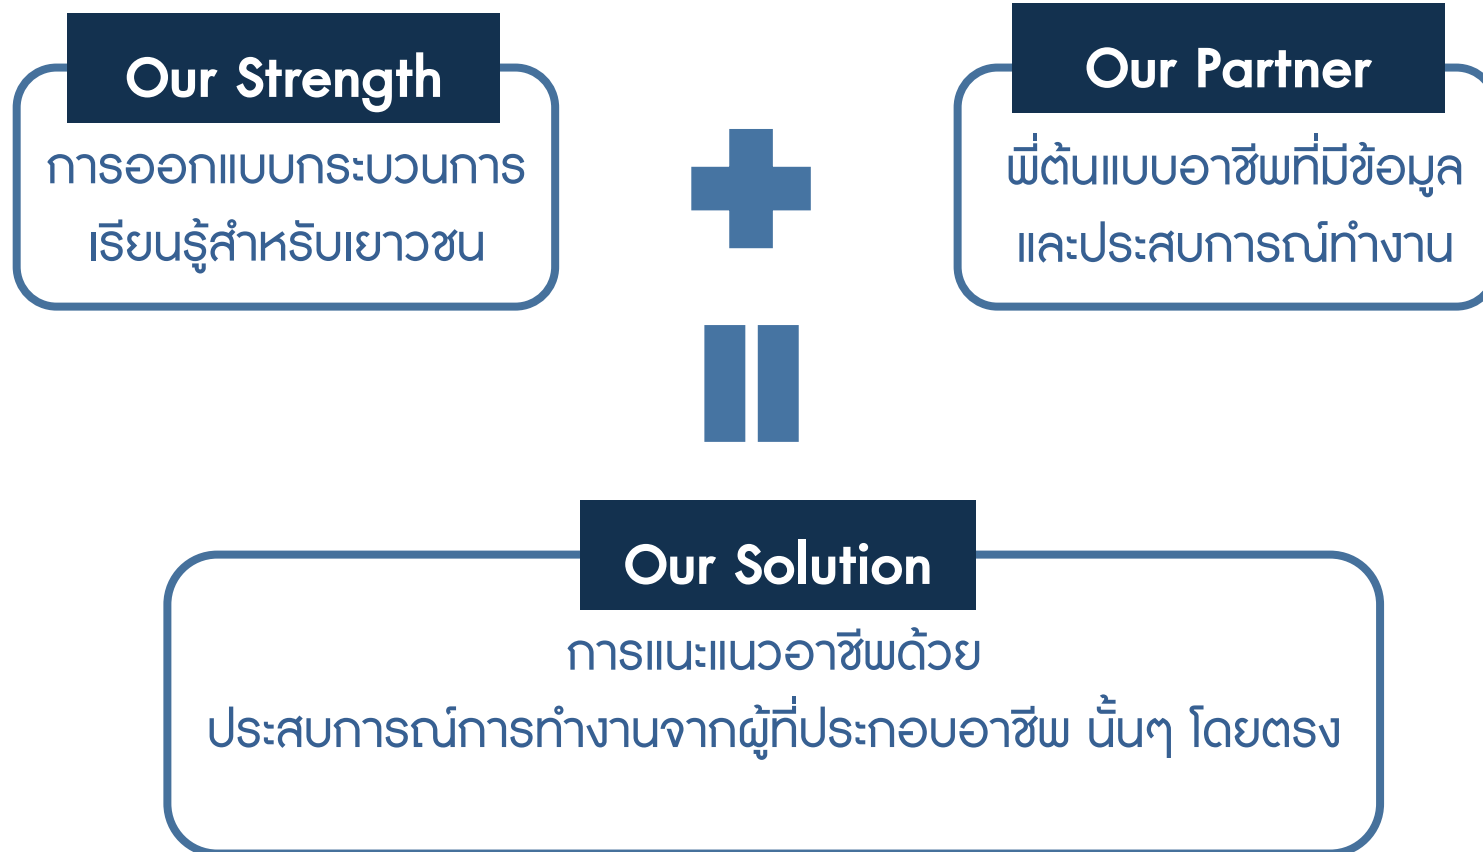 Our Strength
การออกแบบกระบวนการ
เรียนรู้สำหรับเยาวชน
Our Partner
พี่ต้นแบบอาชีพที่มีข้อมูล
และประสบการณ์ทำงาน
Our Solution
การแนะแนวอาชีพด้วย
ประสบการณ์การทำงานจากผู้ที่ประกอบอาชีพ นั้นๆ โดยตรง